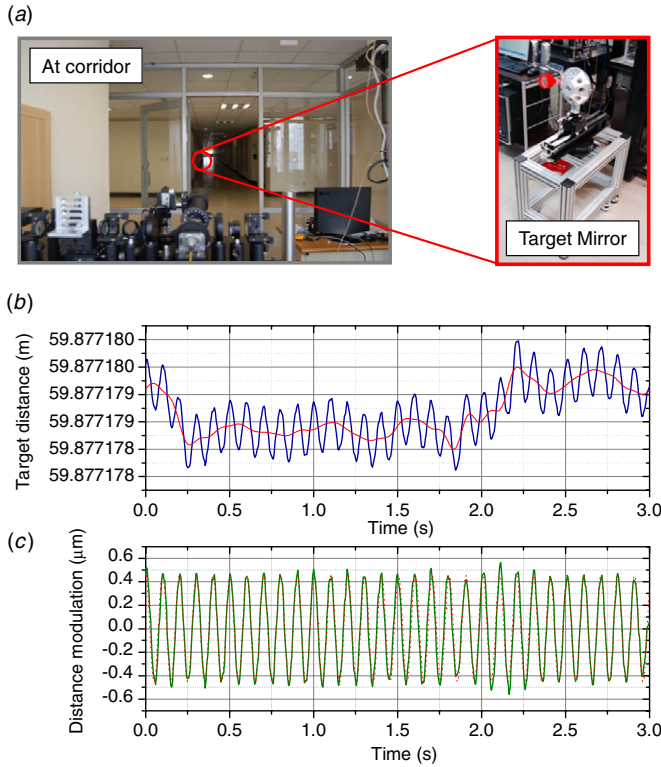 (a)
At corridor
Target Mirror
(b)
Target distance (m)
59.877180
59.877180
59.877179
59.877179
59.877178
59.877178
0.0 0.5 1.0 1.5 2.0 2.5 3.0
Time (s)
(c)
Distance modulation (μm)
0.6
0.4
0.2
0.0
-0.2
-0.4
-0.6
0.0 0.5 1.0 1.5 2.0 2.5 3.0
Time (s)